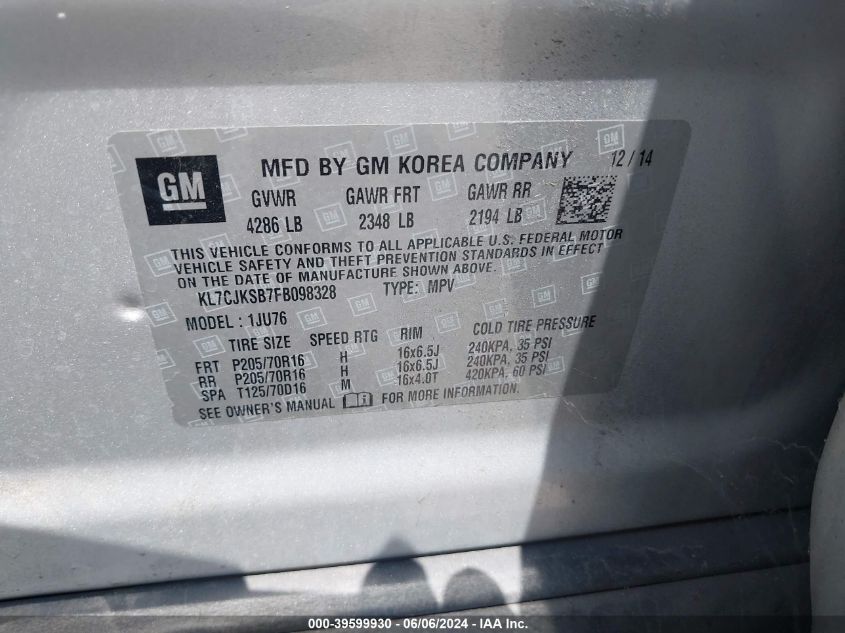 GM MFD BY GM KOREA COMPANY 12/14
GVWR GAWR FRT GAWR RR
4286 LB 2348 LB 2194 LB
THIS VEHICLE CONFORMS TO ALL APPLICABLE U.S. FEDERAL MOTOR
VEHICLE SAFETY AND THEFT PREVENTION STANDARDS IN EFFECT
ON THE DATE OF MANUFACTURE SHOWN ABOVE.
KL7CJKSB7FB098328 TYPE: MPV
MODEL : 1JU76
TIRE SIZE SPEED RTG RIM COLD TIRE PRESSURE
FRT P205/70R16 H 16x6.5J 240KPA, 35 PSI
RR P205/70R16 H 16x6.5J 240KPA, 35 PSI
SPA T125/70D16 M 16x4.0T 420KPA, 60 PSI
SEE OWNER'S MANUAL FOR MORE INFORMATION.
000-39599930 - 06/06/2024 - IAAI Inc.